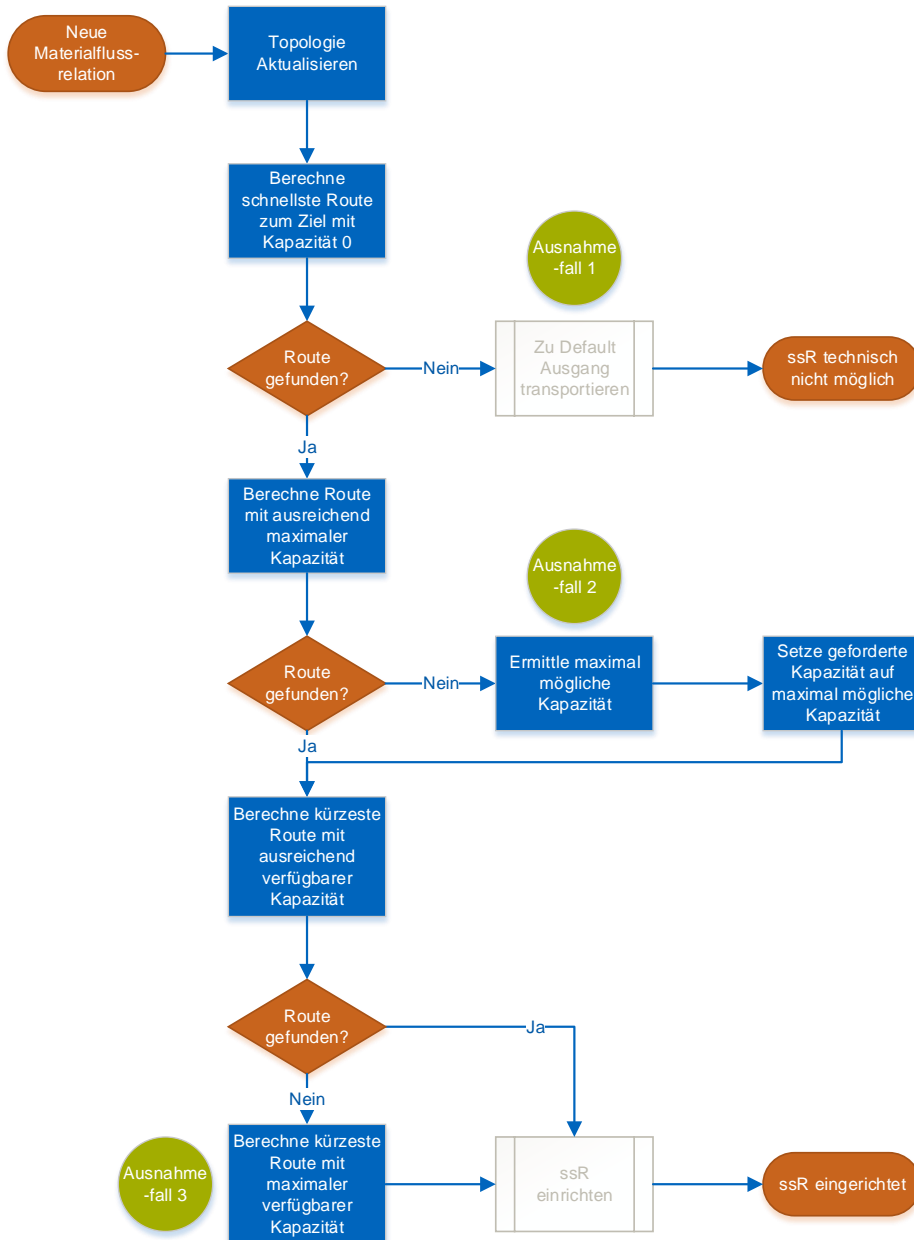 Neue
Materialfluss-
relation
Topologie
Aktualisieren
Berechne
schnellste Route
zum Ziel mit
Kapazität 0
Ausnahme
-fall 1
Route
gefunden?
Nein
Zu Default
Ausgang
transportieren
ssR technisch
nicht möglich
Ja
Berechne Route
mit ausreichend
maximaler
Kapazität
Ausnahme
-fall 2
Route
gefunden?
Nein
Ermittle maximal
mögliche
Kapazität
Setze geforderte
Kapazität auf
maximal mögliche
Kapazität
Ja
Berechne kürzeste
Route mit
ausreichend
verfügbarer
Kapazität
Route
gefunden?
Ja
Nein
Ausnahme
-fall 3
Berechne kürzeste
Route mit
maximaler
verfügbarer
Kapazität
ssR
einrichten
ssR eingerichtet